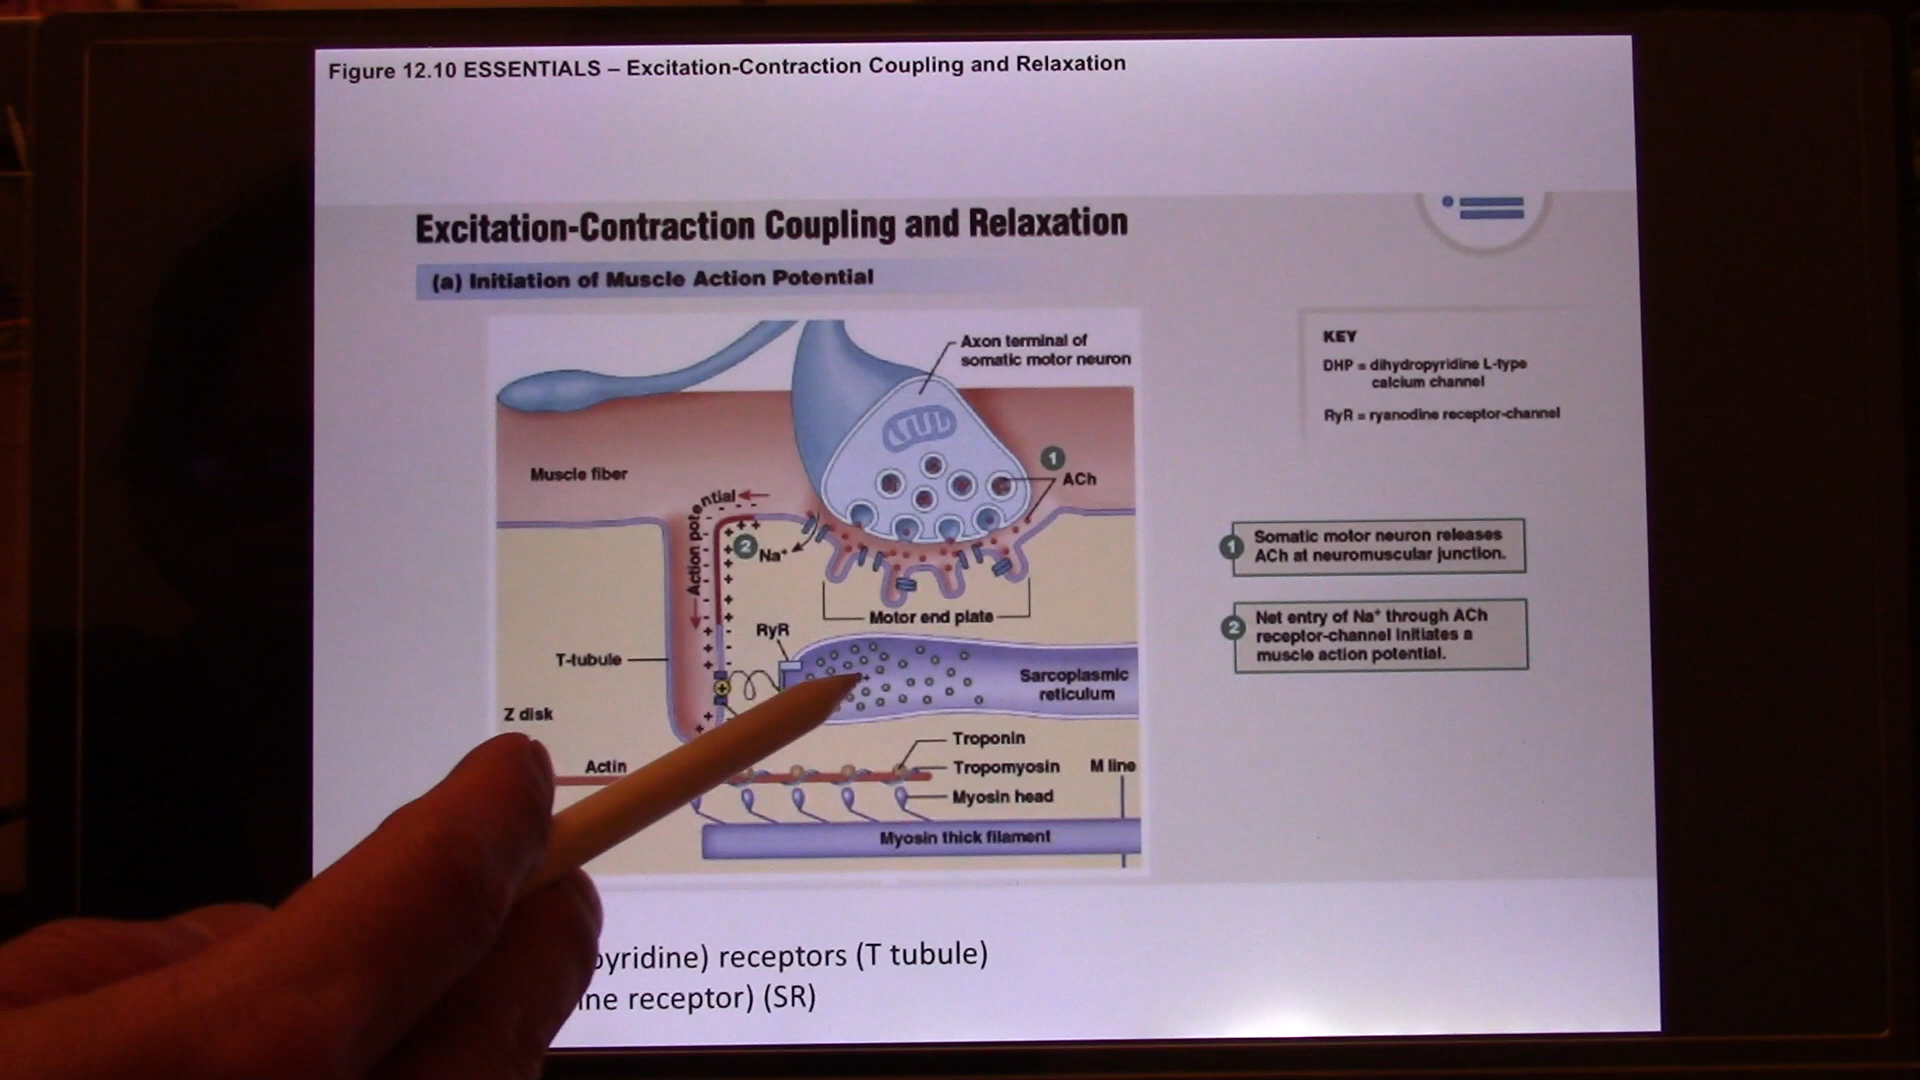 Figure 12.10 ESSENTIALS – Excitation-Contraction Coupling and Relaxation
Excitation-Contraction Coupling and Relaxation
(a) Initiation of Muscle Action Potential
Axon terminal of
somatic motor neuron
KEY
DHP = dihydropyridine L-type
calcium channel
RyR = ryanodine receptor-channel
Muscle fiber
1
ACh
Action potential
2
Na+
Motor end plate
RyR
T-tubule
Sarcoplasmic
reticulum
Z disk
Troponin
Actin
Tropomyosin
M line
Myosin head
Myosin thick filament
1
Somatic motor neuron releases
ACh at neuromuscular junction.
2
Net entry of Na+ through ACh
receptor-channel initiates a
muscle action potential.
pyridine) receptors (T tubule)
ine receptor) (SR)